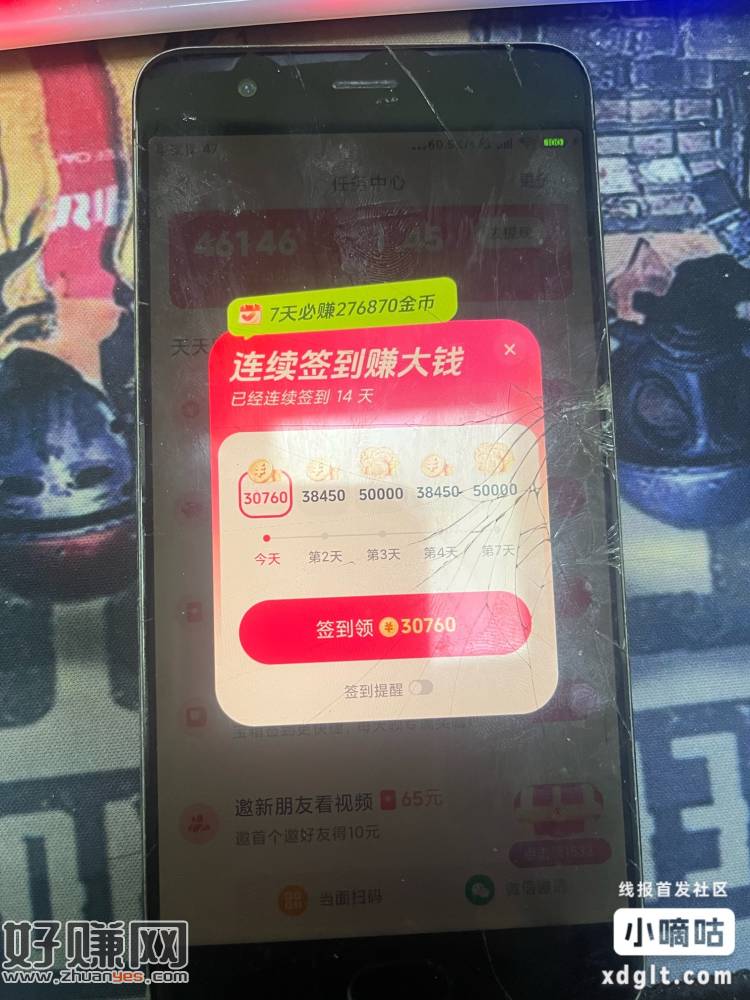 任务中心
46146
45
7天必赚276870金币
连续签到赚大钱
已经连续签到 14 天
30760 38450 50000 38450 50000
今天 第2天 第3天 第4天 第7天
签到领 30760
签到提醒
邀新朋友看视频 65元
邀首个邀好友得10元
当面扫码
线报首发社区
小嘀咕
xdglt.com
好赚网
www.zhuanyes.com